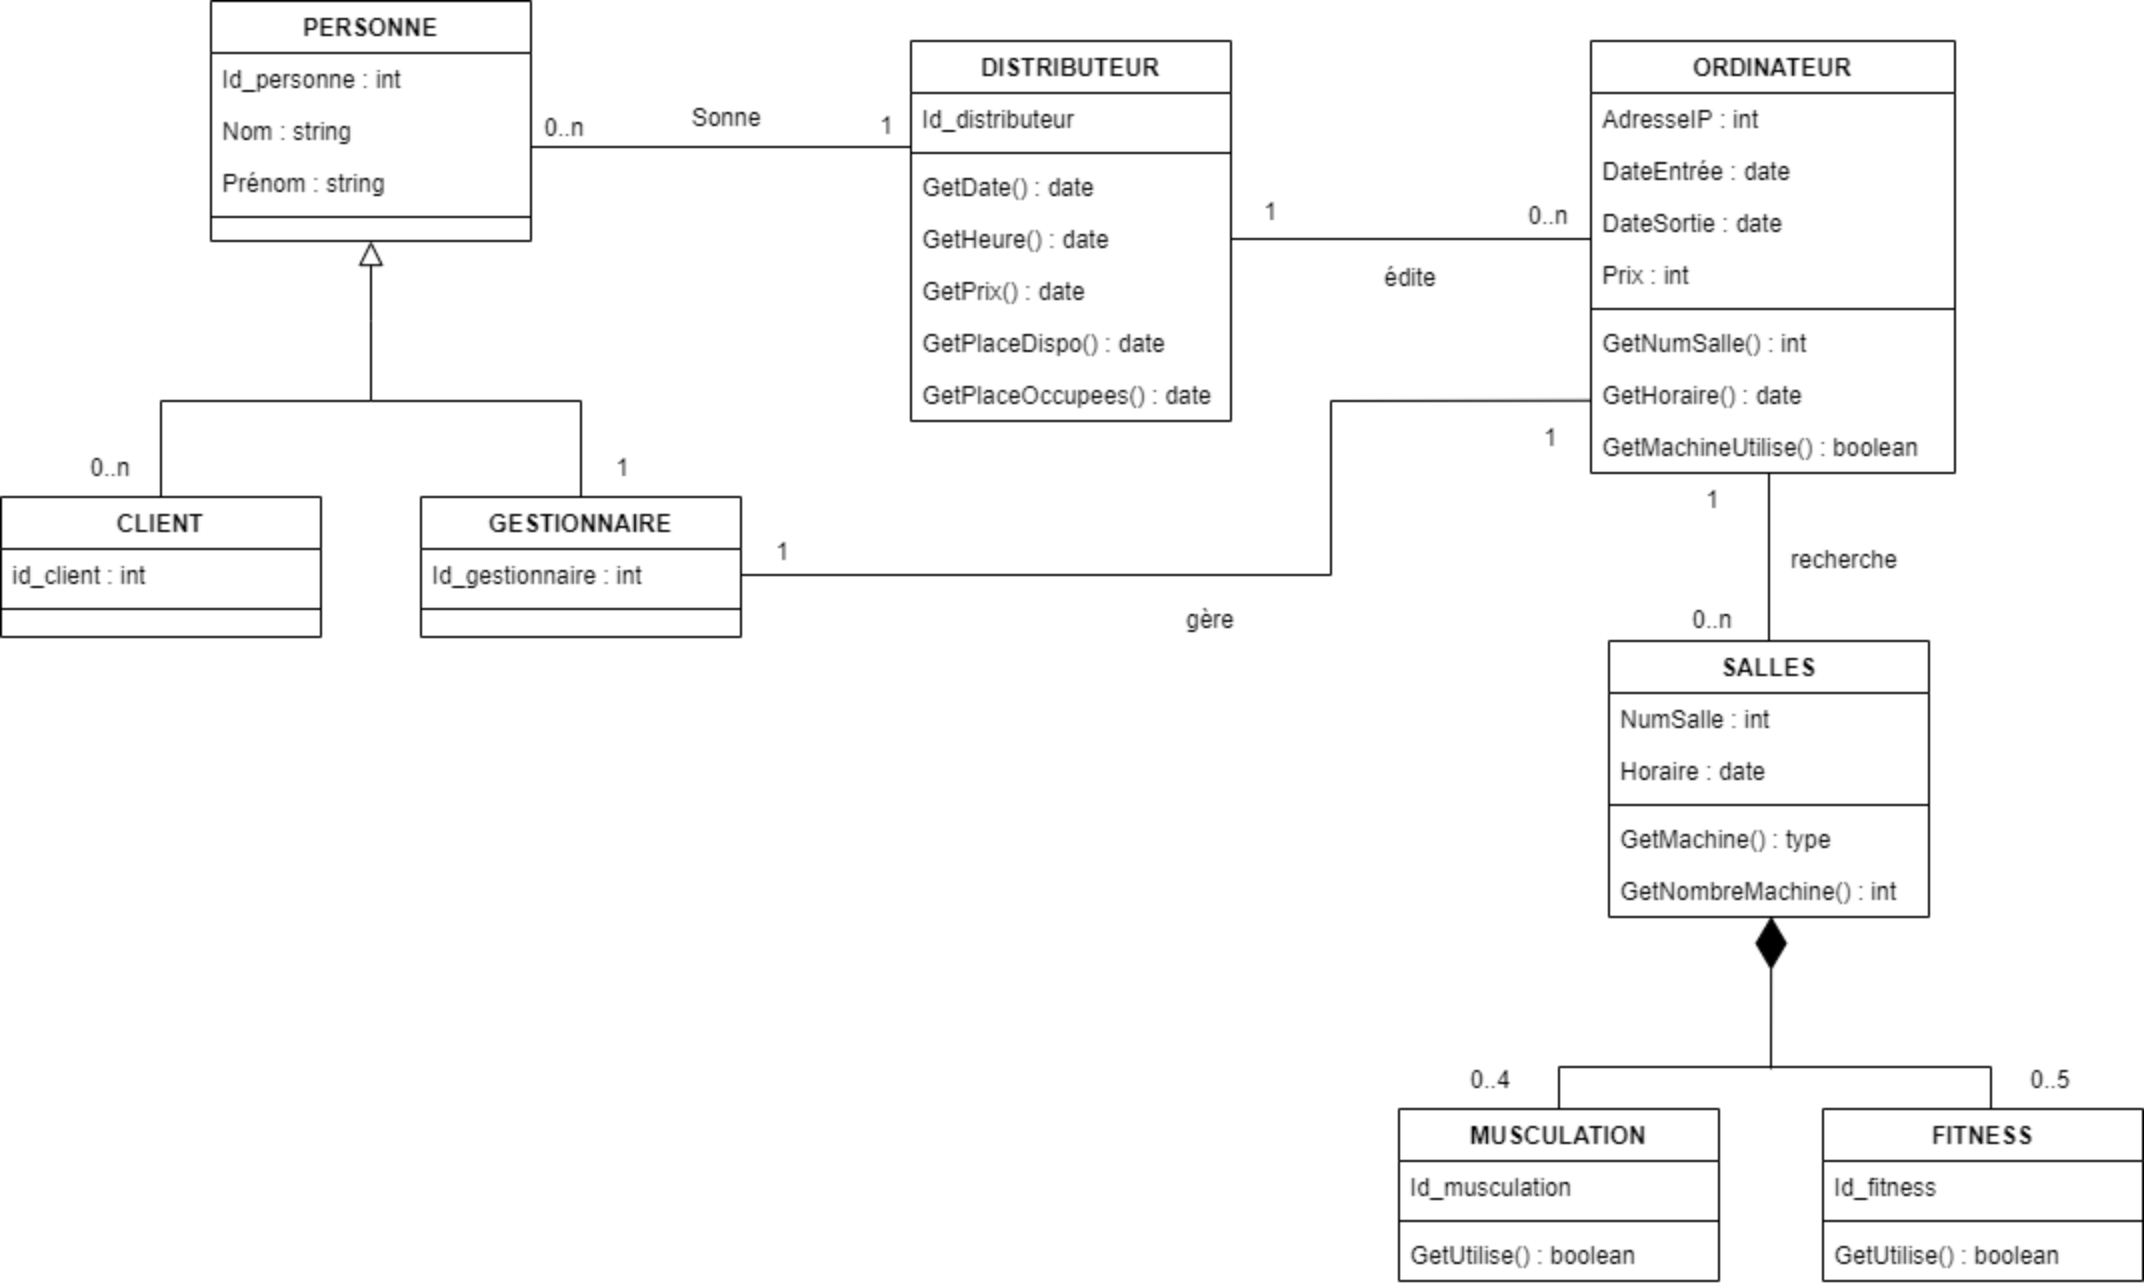 PERSONNE
Id_personne : int
Nom : string
Prénom : string
0..n
Sonne
1
DISTRIBUTEUR
Id_distributeur
GetDate() : date
GetHeure() : date
GetPrix() : date
GetPlaceDispo() : date
GetPlaceOccupees() : date
1
0..n
édite
ORDINATEUR
AdresseIP : int
DateEntrée : date
DateSortie : date
Prix : int
GetNumSalle() : int
GetHoraire() : date
GetMachineUtilise() : boolean
0..n
1
CLIENT
id_client : int
GESTIONNAIRE
Id_gestionnaire : int
1
gère
1
1
recherche
0..n
SALLES
NumSalle : int
Horaire : date
GetMachine() : type
GetNombreMachine() : int
0..4
0..5
MUSCULATION
Id_musculation
GetUtilise() : boolean
FITNESS
Id_fitness
GetUtilise() : boolean